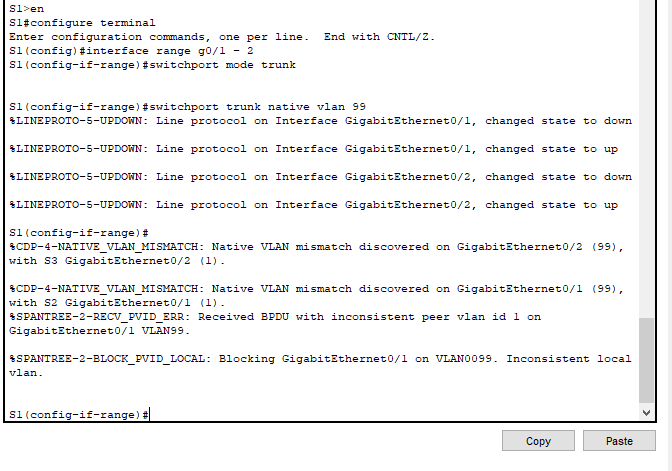 S1>en
S1#configure terminal
Enter configuration commands, one per line.  End with CNTL/Z.
S1(config)#interface range g0/1 - 2
S1(config-if-range)#switchport mode trunk
S1(config-if-range)#switchport trunk native vlan 99
%LINEPROTO-5-UPDOWN: Line protocol on Interface GigabitEthernet0/1, changed state to down
%LINEPROTO-5-UPDOWN: Line protocol on Interface GigabitEthernet0/1, changed state to up
%LINEPROTO-5-UPDOWN: Line protocol on Interface GigabitEthernet0/2, changed state to down
%LINEPROTO-5-UPDOWN: Line protocol on Interface GigabitEthernet0/2, changed state to up
S1(config-if-range)#
%CDP-4-NATIVE_VLAN_MISMATCH: Native VLAN mismatch discovered on GigabitEthernet0/2 (99),
with S3 GigabitEthernet0/2 (1).
%CDP-4-NATIVE_VLAN_MISMATCH: Native VLAN mismatch discovered on GigabitEthernet0/1 (99),
with S2 GigabitEthernet0/1 (1).
%SPANTREE-2-RECV_PVID_ERR: Received BPDU with inconsistent peer vlan id 1 on
GigabitEthernet0/1 VLAN99.
%SPANTREE-2-BLOCK_PVID_LOCAL: Blocking GigabitEthernet0/1 on VLAN0099. Inconsistent local
vlan.
S1(config-if-range)#
Copy
Paste